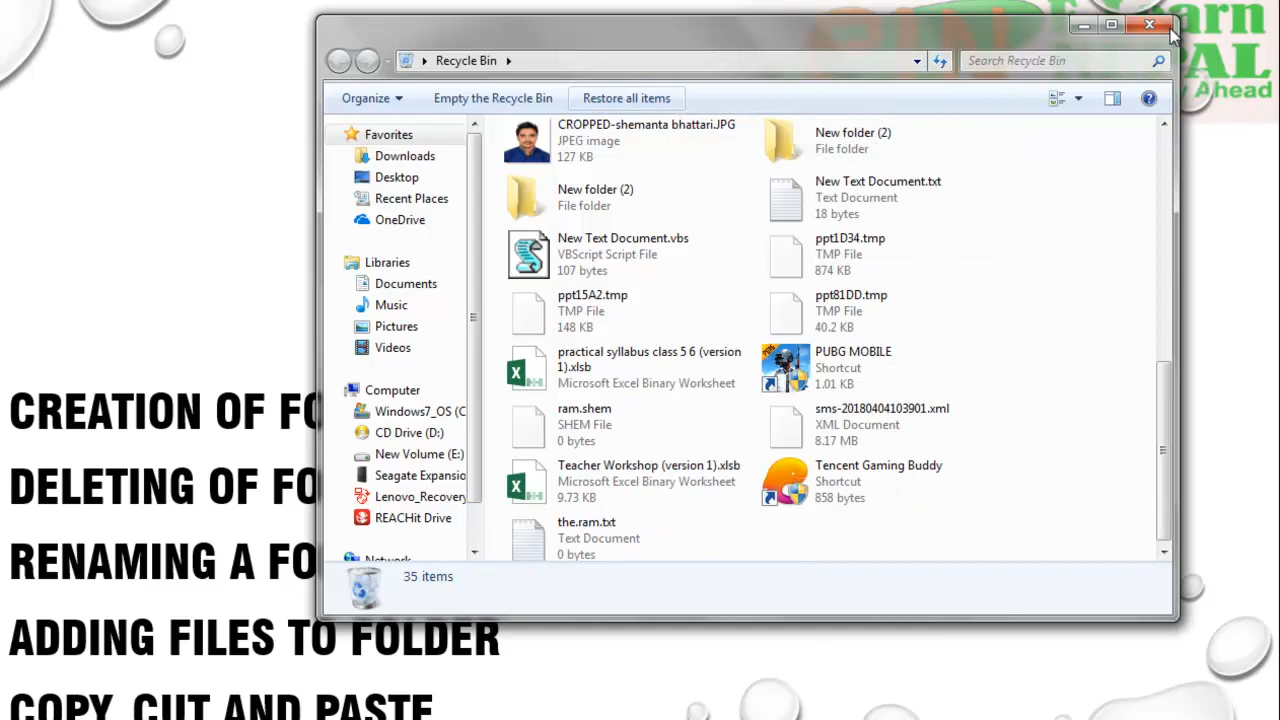 Recycle Bin
Search Recycle Bin
Organize
Empty the Recycle Bin
Restore all items
Favorites
Downloads
Desktop
Recent Places
OneDrive
Libraries
Documents
Music
Pictures
Videos
Computer
Windows7_OS (C
CD Drive (D:)
New Volume (E:)
Seagate Expansio
Lenovo_Recovery
REACHit Drive
Network
CROPPED-shemanta bhattari.JPG
JPEG image
127 KB
New folder (2)
File folder
New folder (2)
File folder
New Text Document.txt
Text Document
18 bytes
New Text Document.vbs
VBScript Script File
107 bytes
ppt1D34.tmp
TMP File
874 KB
ppt15A2.tmp
TMP File
148 KB
ppt81DD.tmp
TMP File
40.2 KB
practical syllabus class 5 6 (version
1).xlsb
Microsoft Excel Binary Worksheet
PUBG MOBILE
Shortcut
1.01 KB
ram.shem
SHEM File
0 bytes
sms-20180404103901.xml
XML Document
8.17 MB
Teacher Workshop (version 1).xlsb
Microsoft Excel Binary Worksheet
9.73 KB
Tencent Gaming Buddy
Shortcut
858 bytes
the.ram.txt
Text Document
0 bytes
35 items
CREATION OF FO
DELETING OF FO
RENAMING A FO
ADDING FILES TO FOLDER
COPY, CUT AND PASTE